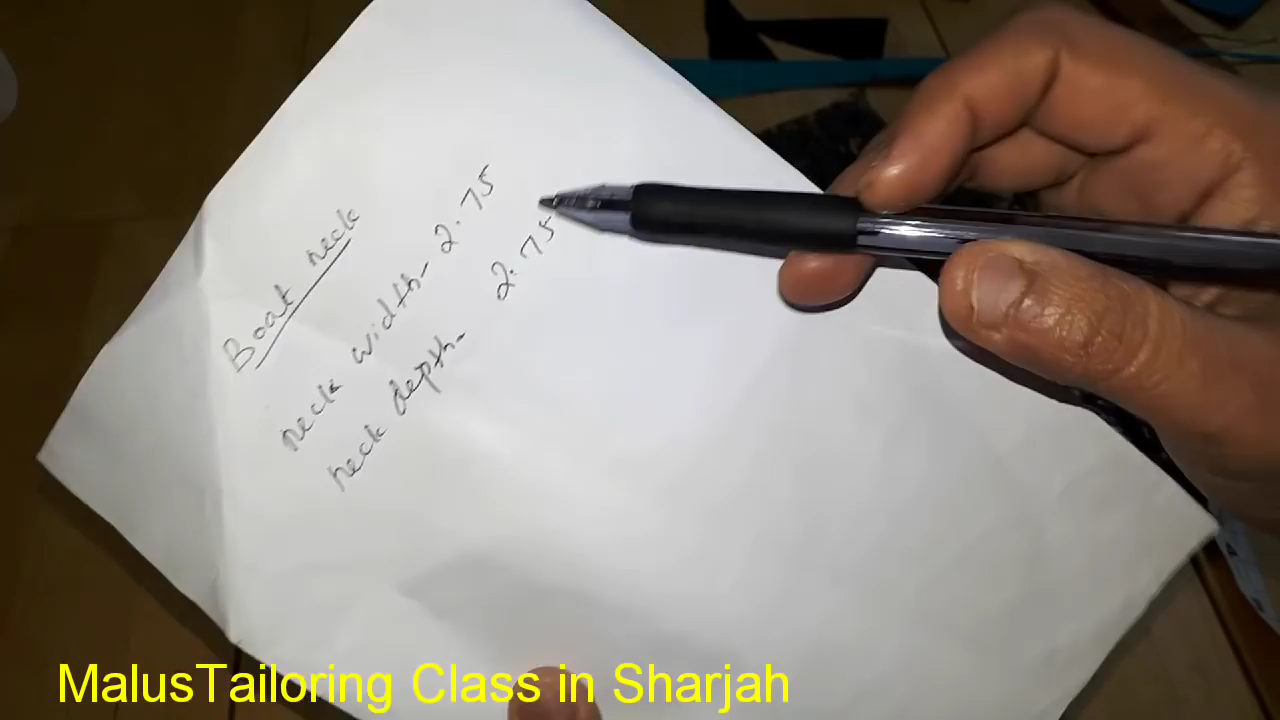 Boat neck
neck width- 2.75
neck depth- 2.75
MalusTailoring Class in Sharjah